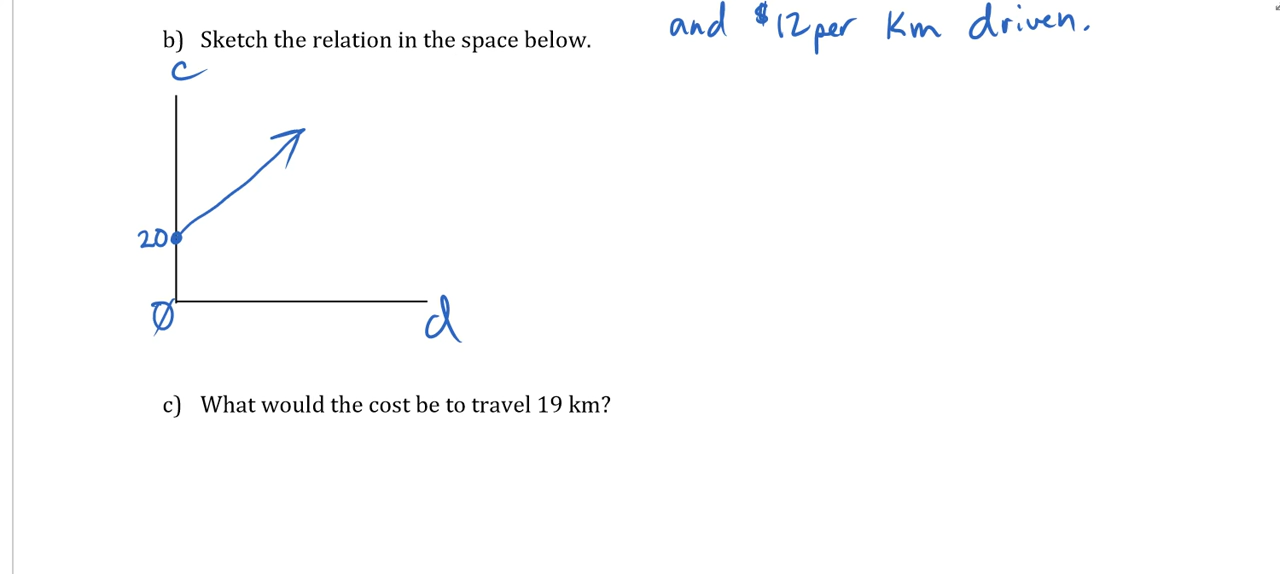 and $12 per Km driven.
b) Sketch the relation in the space below.
C
20
0
d
c) What would the cost be to travel 19 km?